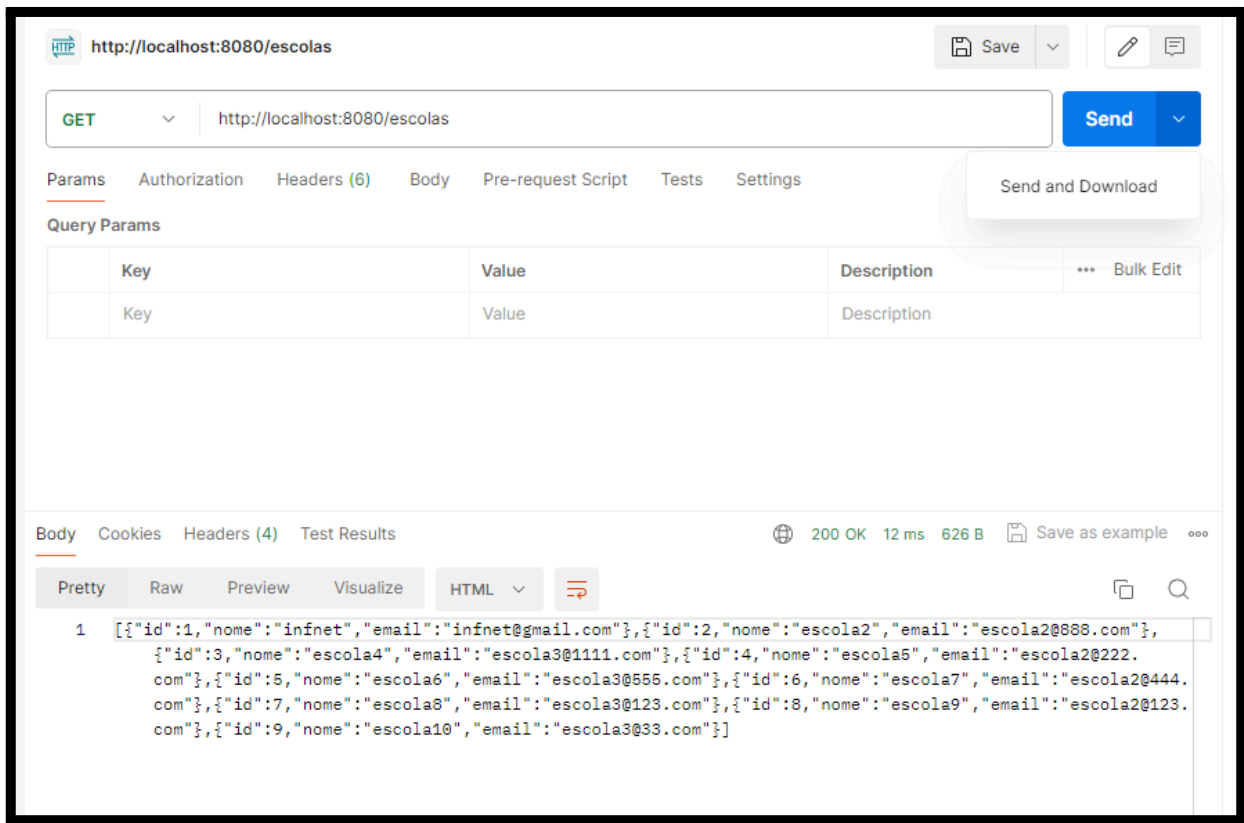 HTTP http://localhost:8080/escolas Save
GET http://localhost:8080/escolas Send
Params Authorization Headers (6) Body Pre-request Script Tests Settings
Send and Download
Query Params
Key Value Description ••• Bulk Edit
Key Value Description
Body Cookies Headers (4) Test Results 200 OK 12 ms 626 B Save as example
Pretty Raw Preview Visualize HTML
1 [{"id":1,"nome":"infnet","email":"infnet@gmail.com"},{"id":2,"nome":"escola2","email":"escola2@888.com"},
{"id":3,"nome":"escola4","email":"escola3@1111.com"},{"id":4,"nome":"escola5","email":"escola2@222.
com"},{"id":5,"nome":"escola6","email":"escola3@555.com"},{"id":6,"nome":"escola7","email":"escola2@444.
com"},{"id":7,"nome":"escola8","email":"escola3@123.com"},{"id":8,"nome":"escola9","email":"escola2@123.
com"},{"id":9,"nome":"escola10","email":"escola3@33.com"}]